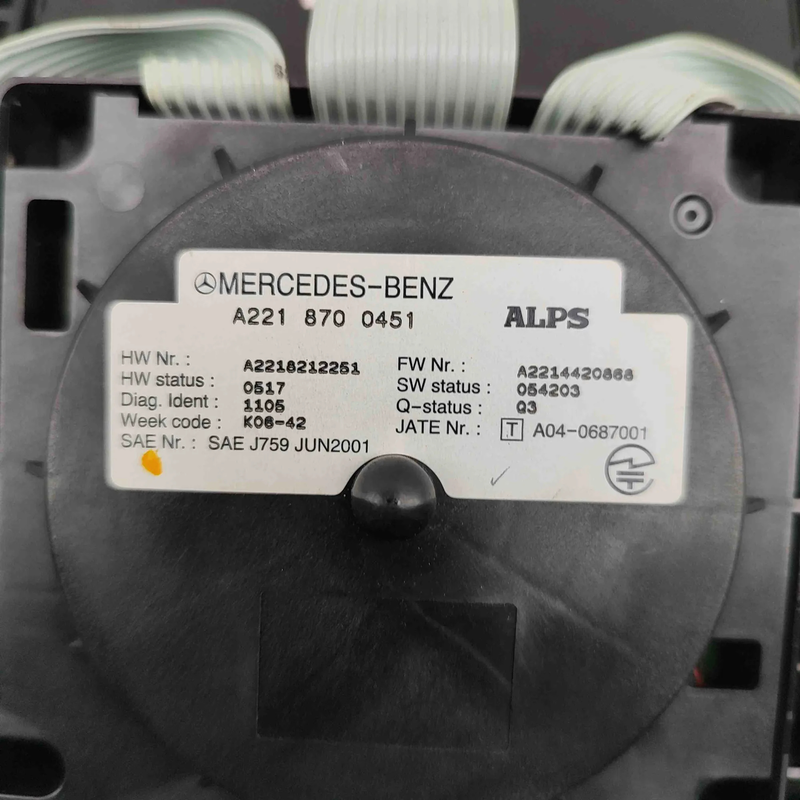 MERCEDES-BENZ
A221 870 0451 ALPS
HW Nr. : A2218212251 FW Nr. : A2214420868
HW status : 0517 SW status : 054203
Diag. Ident : 1105 Q-status : Q3
Week code : K06-42 JATE Nr. : T A04-0687001
SAE Nr. : SAE J759 JUN2001